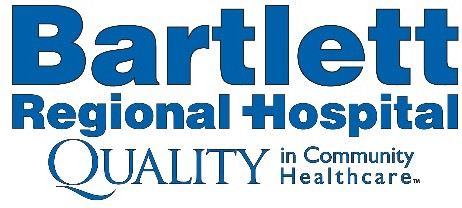 Bartlett
Regional Hospital
QUALITY in Community
Healthcare™